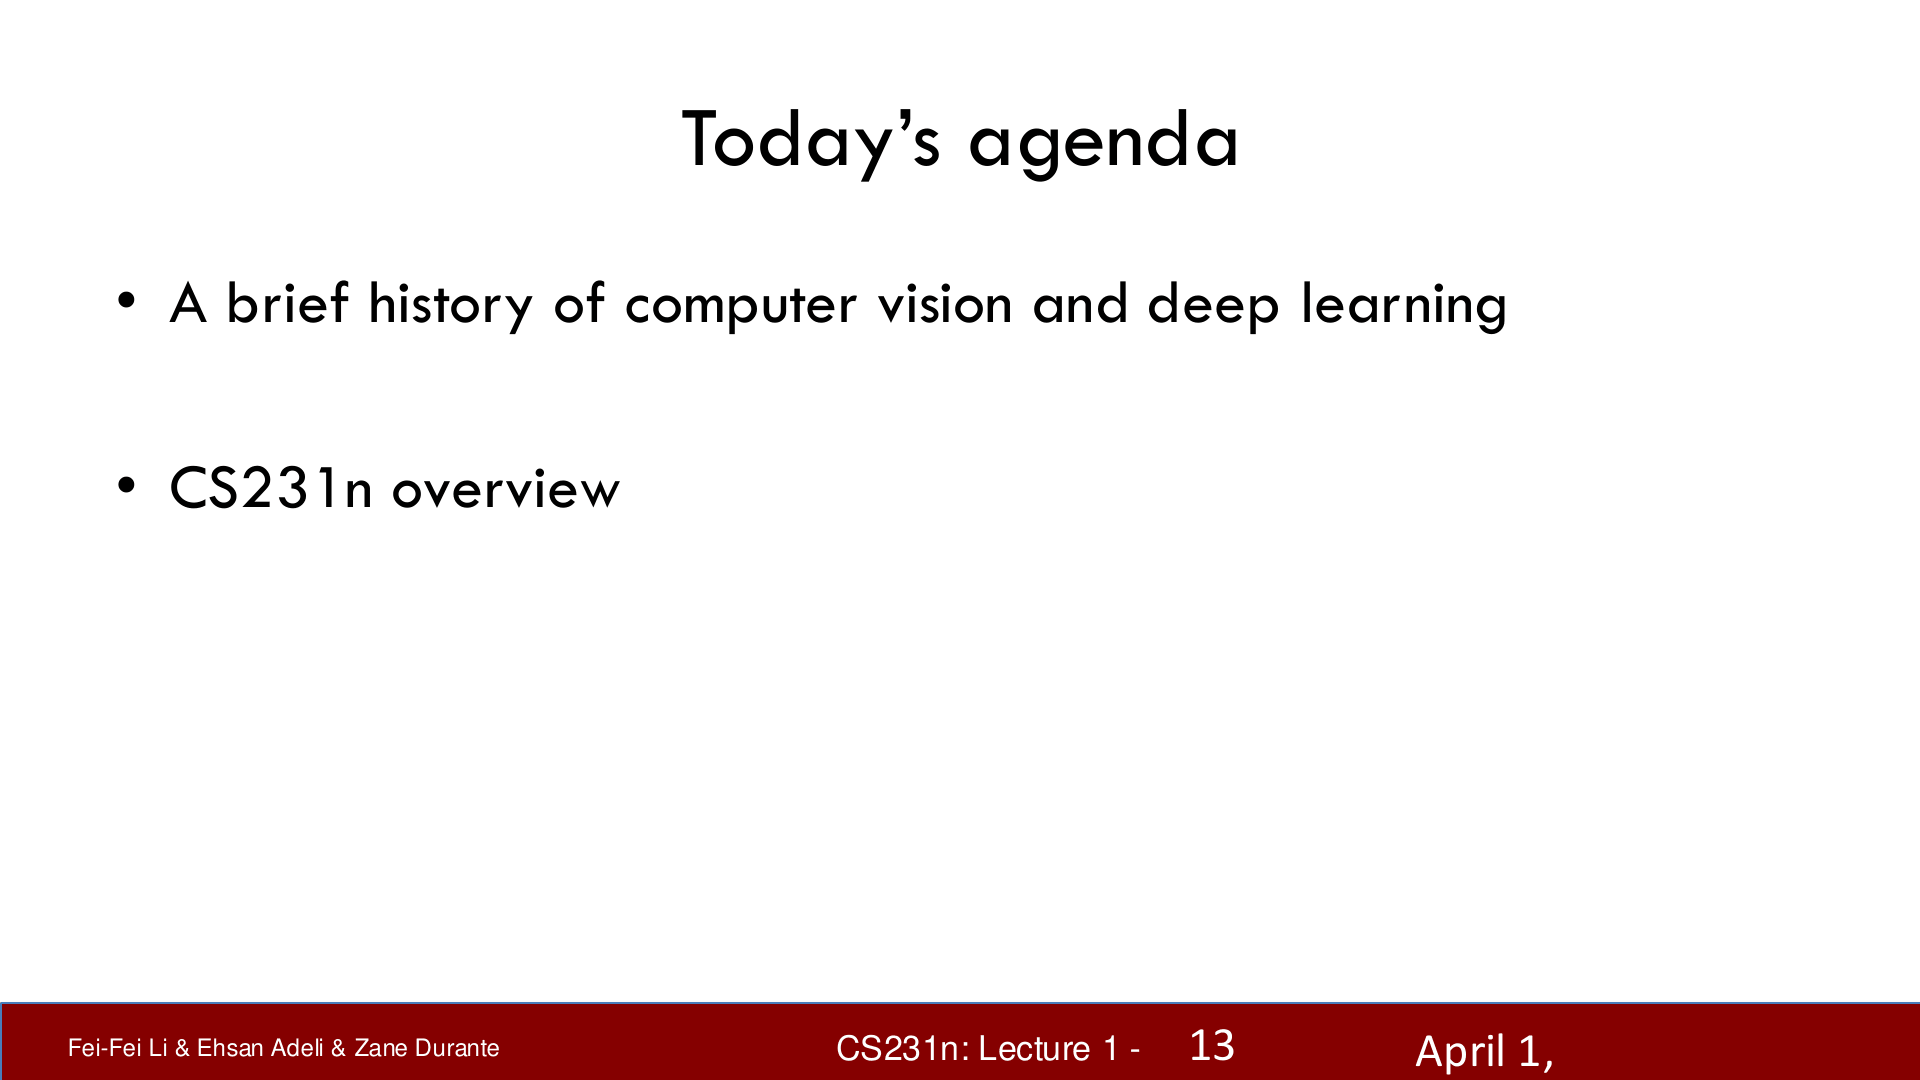 Today’s agenda
• A brief history of computer vision and deep learning
• CS231n overview
Fei-Fei Li & Ehsan Adeli & Zane Durante
CS231n: Lecture 1 - 13
April 1,